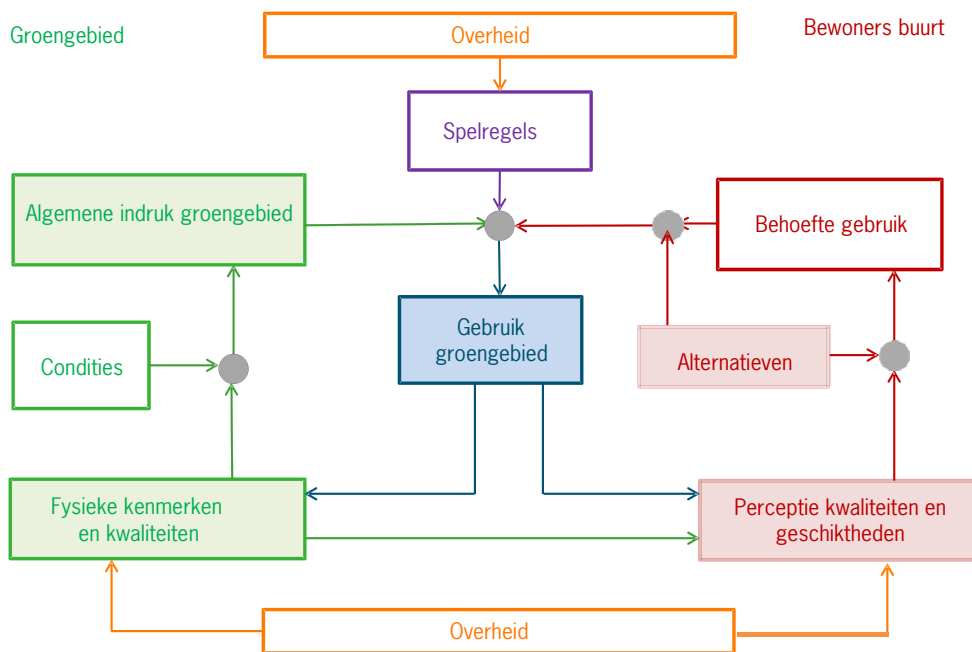 Groengebied
Overheid
Bewoners buurt
Spelregels
Algemene indruk groengebied
Behoefte gebruik
Gebruik
groengebied
Condities
Alternatieven
Fysieke kenmerken
en kwaliteiten
Perceptie kwaliteiten en
geschiktheden
Overheid